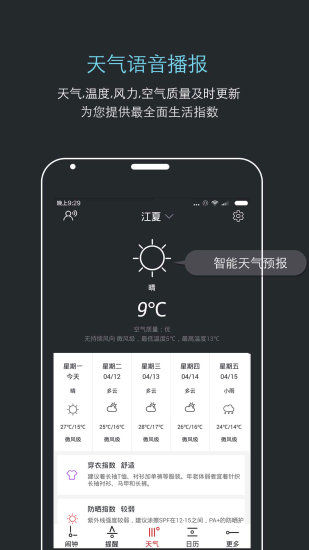 天气语音播报
天气,温度,风力,空气质量及时更新
为您提供最全面生活指数
晚上9:29
江夏
智能天气预报
晴
9°C
空气质量：优
无持续风向 微风级，最低温度5℃，最高温度13℃
星期一 星期二 星期三 星期四 星期五
今天 04/12 04/13 04/14 04/15
晴 多云 多云 多云 小雨
27℃/15℃ 25℃/16℃ 28℃/17℃ 26℃/16℃ 24℃/14℃
微风级 微风级 微风级 微风级 微风级
穿衣指数 舒适
建议着长袖T恤、衬衫加单裤等服装。年老体弱者宜着针织
长袖衬衫、马甲和长裤。
防晒指数 较弱
紫外线强度较弱，建议涂擦SPF在12-15之间，PA+的防晒护
闹钟 提醒 天气 日历 更多